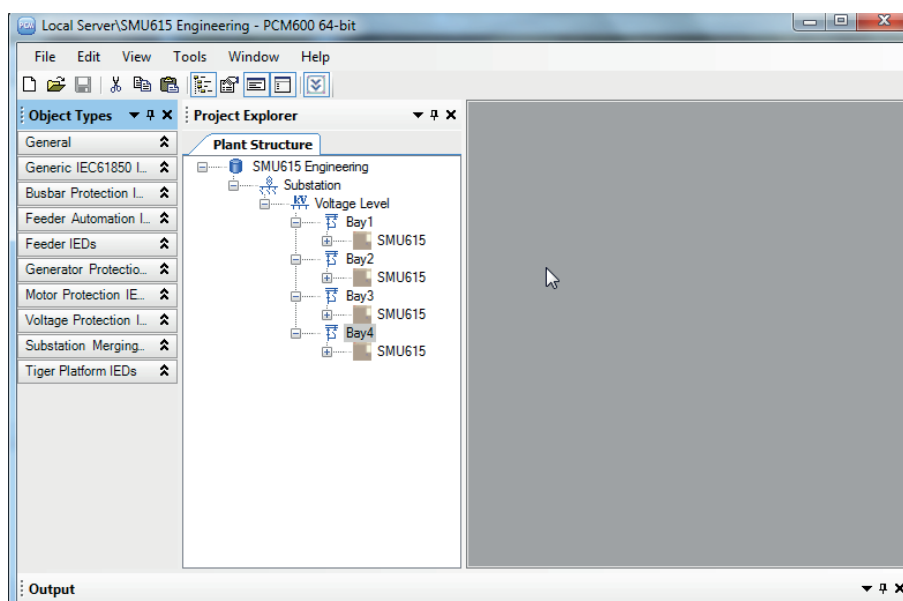 Local Server\SMU615 Engineering - PCM600 64-bit
File Edit View Tools Window Help
Object Types
General
Generic IEC61850 I...
Busbar Protection I...
Feeder Automation I...
Feeder IEDs
Generator Protectio...
Motor Protection IE...
Voltage Protection I...
Substation Merging...
Tiger Platform IEDs
Project Explorer
Plant Structure
SMU615 Engineering
Substation
Voltage Level
Bay1
SMU615
Bay2
SMU615
Bay3
SMU615
Bay4
SMU615
Output